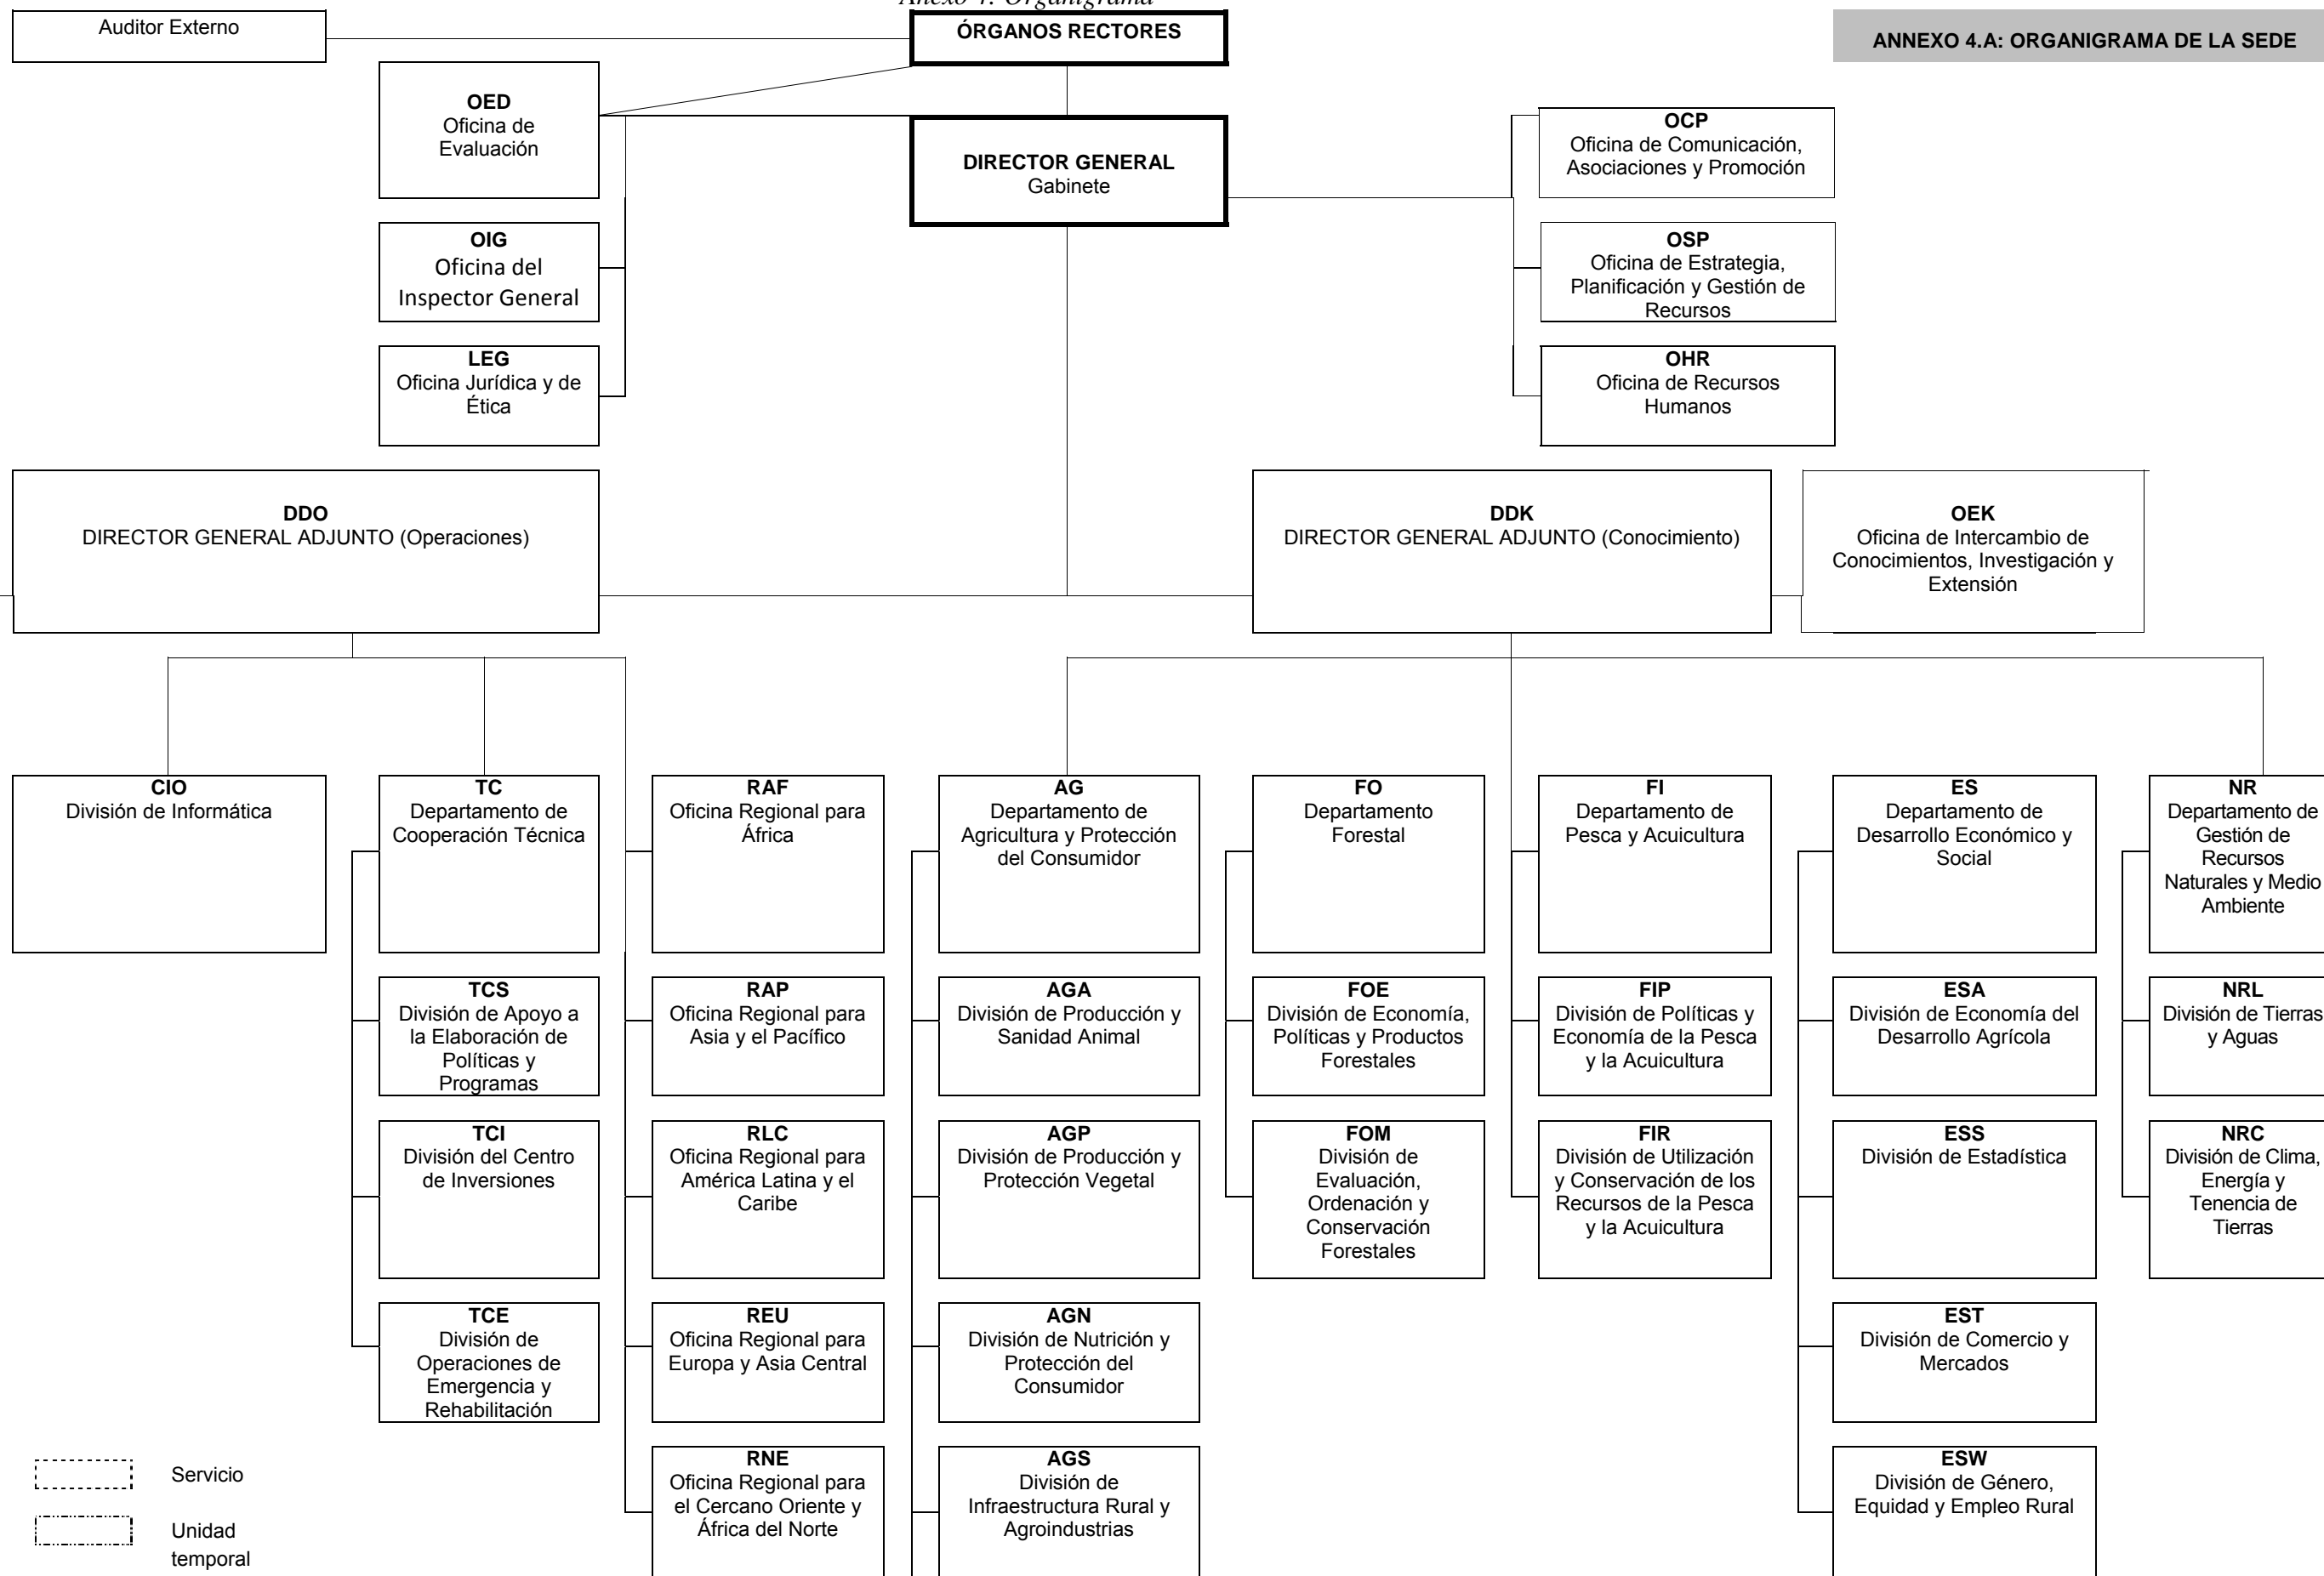 Anexo 4: Organigrama
Auditor Externo
ÓRGANOS RECTORES
ANNEXO 4.A: ORGANIGRAMA DE LA SEDE
OED
Oficina de
Evaluación
DIRECTOR GENERAL
Gabinete
OCP
Oficina de Comunicación,
Asociaciones y Promoción
OIG
Oficina del
Inspector General
OSP
Oficina de Estrategia,
Planificación y Gestión de
Recursos
LEG
Oficina Jurídica y de
Ética
OHR
Oficina de Recursos
Humanos
DDO
DIRECTOR GENERAL ADJUNTO (Operaciones)
DDK
DIRECTOR GENERAL ADJUNTO (Conocimiento)
OEK
Oficina de Intercambio de
Conocimientos, Investigación y
Extensión
CIO
División de Informática
TC
Departamento de
Cooperación Técnica
RAF
Oficina Regional para
África
AG
Departamento de
Agricultura y Protección
del Consumidor
FO
Departamento
Forestal
FI
Departamento de
Pesca y Acuicultura
ES
Departamento de
Desarrollo Económico y
Social
NR
Departamento de
Gestión de
Recursos
Naturales y Medio
Ambiente
TCS
División de Apoyo a
la Elaboración de
Políticas y
Programas
RAP
Oficina Regional para
Asia y el Pacífico
AGA
División de Producción y
Sanidad Animal
FOE
División de Economía,
Políticas y Productos
Forestales
FIP
División de Políticas y
Economía de la Pesca
y la Acuicultura
ESA
División de Economía del
Desarrollo Agrícola
NRL
División de Tierras
y Aguas
TCI
División del Centro
de Inversiones
RLC
Oficina Regional para
América Latina y el
Caribe
AGP
División de Producción y
Protección Vegetal
FOM
División de
Evaluación,
Ordenación y
Conservación
Forestales
FIR
División de Utilización
y Conservación de los
Recursos de la Pesca
y la Acuicultura
ESS
División de Estadística
NRC
División de Clima,
Energía y
Tenencia de
Tierras
TCE
División de
Operaciones de
Emergencia y
Rehabilitación
REU
Oficina Regional para
Europa y Asia Central
AGN
División de Nutrición y
Protección del
Consumidor
EST
División de Comercio y
Mercados
RNE
Oficina Regional para
el Cercano Oriente y
África del Norte
AGS
División de
Infraestructura Rural y
Agroindustrias
ESW
División de Género,
Equidad y Empleo Rural
Servicio
Unidad
temporal